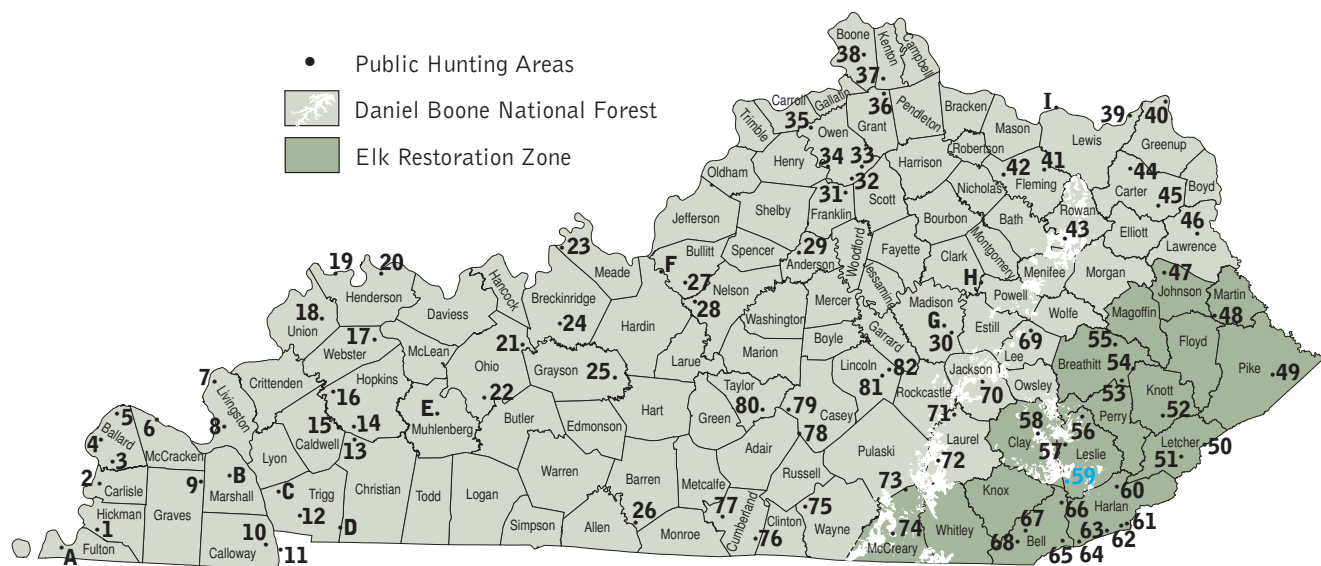 Public Hunting Areas
Daniel Boone National Forest
Elk Restoration Zone
Boone
38
Kenton
Campbell
37
Carroll
Gallatin
36
Pendleton
Bracken
I
39
40
Trimble
35
Owen
Grant
Mason
Lewis
Greenup
Henry
34
33
Harrison
Robertson
42
41
44
Oldham
32
Nicholas
Fleming
Carter
45
Boyd
31
Franklin
Scott
Jefferson
Shelby
Bourbon
Bath
Rowan
43
Elliott
46
Lawrence
19
20
23
Bullitt
Spencer
29
Anderson
Woodford
Fayette
Montgomery
Clark
Meade
F
27
Nelson
28
Jessamine
H
Menifee
Morgan
47
Johnson
Martin
48
Henderson
Hancock
Breckinridge
Mercer
Madison
Powell
Magoffin
18
Union
Daviess
24
Hardin
Washington
Garrard
G
30
Estill
Wolfe
17
Webster
McLean
21
Boyle
69
Lee
55
Breathitt
Floyd
Marion
Larue
Lincoln
82
81
Jackson
70
54
Pike
49
7
Livingston
Crittenden
Hopkins
Ohio
Grayson
25
Taylor
80
79
Casey
Rockcastle
Owsley
53
Knott
52
16
22
E
Hart
Green
71
58
Perry
5
6
8
15
14
Muhlenberg
Butler
Edmonson
78
Laurel
Clay
56
Letcher
50
4
Ballard
3
McCracken
Caldwell
13
Adair
Pulaski
72
57
Leslie
51
2
Carlisle
9
B
Marshall
Lyon
C
Trigg
Christian
Todd
Logan
Warren
Barren
Metcalfe
Russell
73
59
60
Knox
Harlan
Hickman
1
Graves
12
D
Simpson
Allen
26
77
Cumberland
Clinton
75
Wayne
74
Whitley
67
66
63
61
62
A
Fulton
10
Calloway
11
Monroe
76
McCreary
68
Bell
65
64